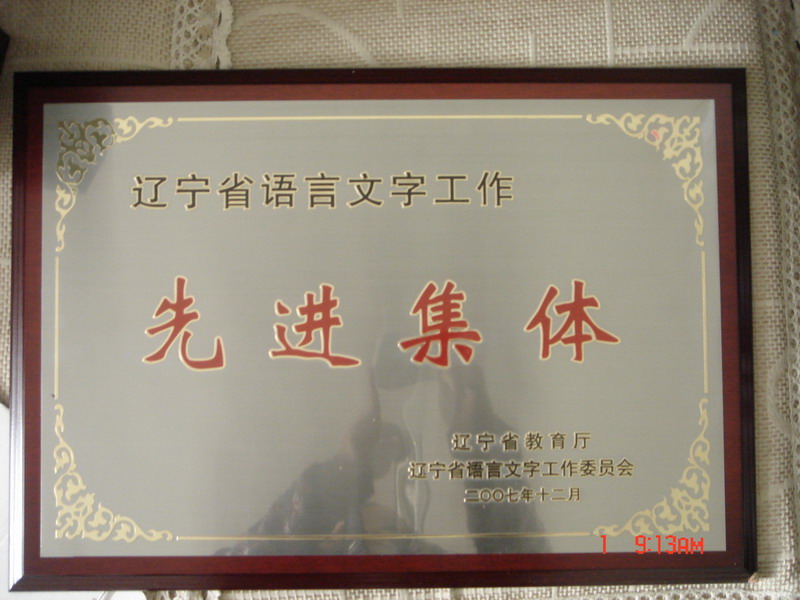 辽宁省语言文字工作
先进集体
辽宁省教育厅
辽宁省语言文字工作委员会
二〇〇七年十二月
1 9:13AM